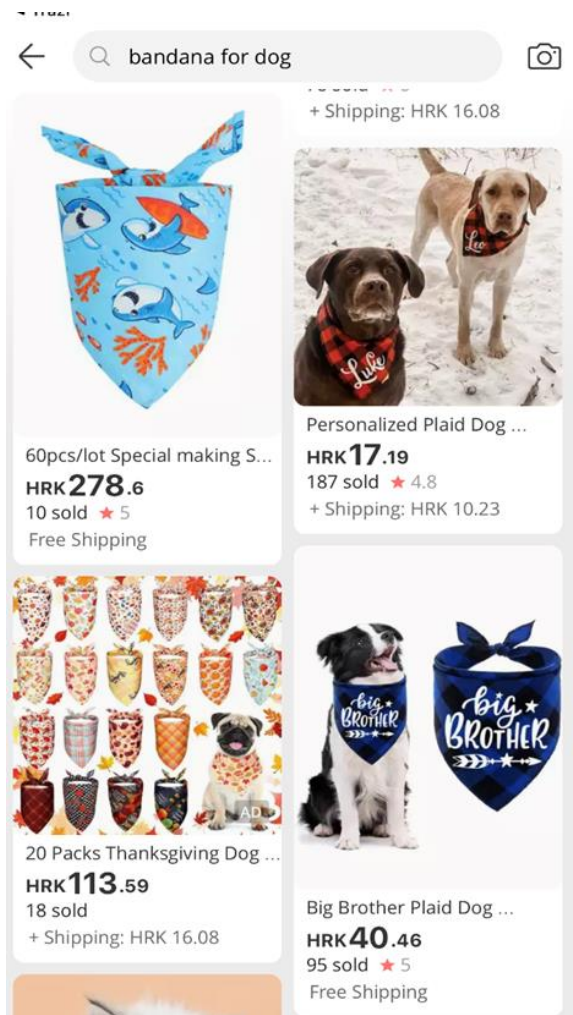 bandana for dog
60pcs/lot Special making S...
HRK278.6
10 sold ★ 5
Free Shipping
AD
20 Packs Thanksgiving Dog ...
HRK113.59
18 sold
+ Shipping: HRK 16.08
+ Shipping: HRK 16.08
Leo
Luke
Personalized Plaid Dog ...
HRK17.19
187 sold ★ 4.8
+ Shipping: HRK 10.23
big
BROTHER
big
BROTHER
Big Brother Plaid Dog ...
HRK40.46
95 sold ★ 5
Free Shipping